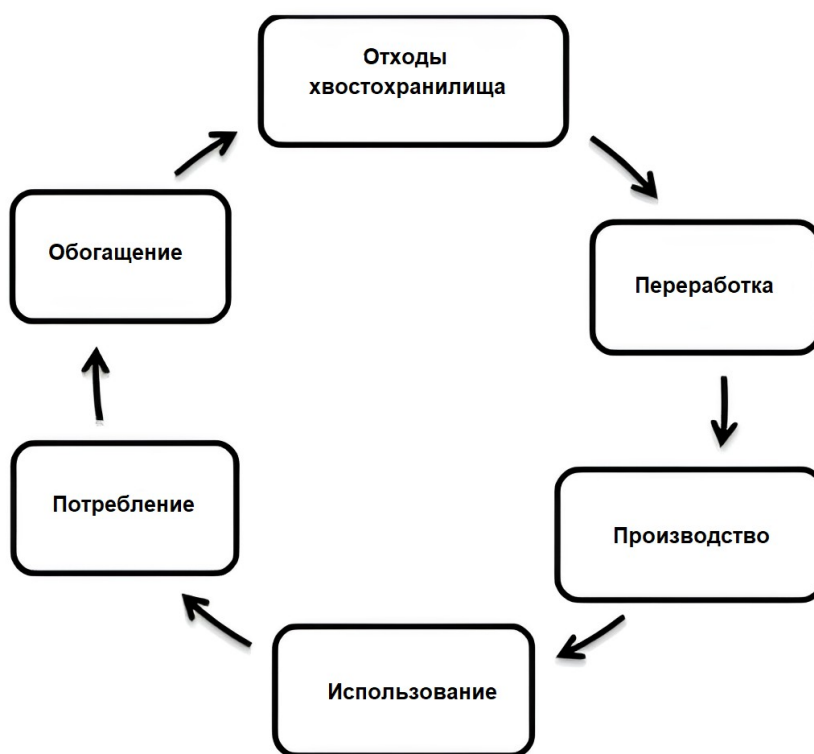 Отходы
хвостохранилища
Переработка
Производство
Использование
Потребление
Обогащение